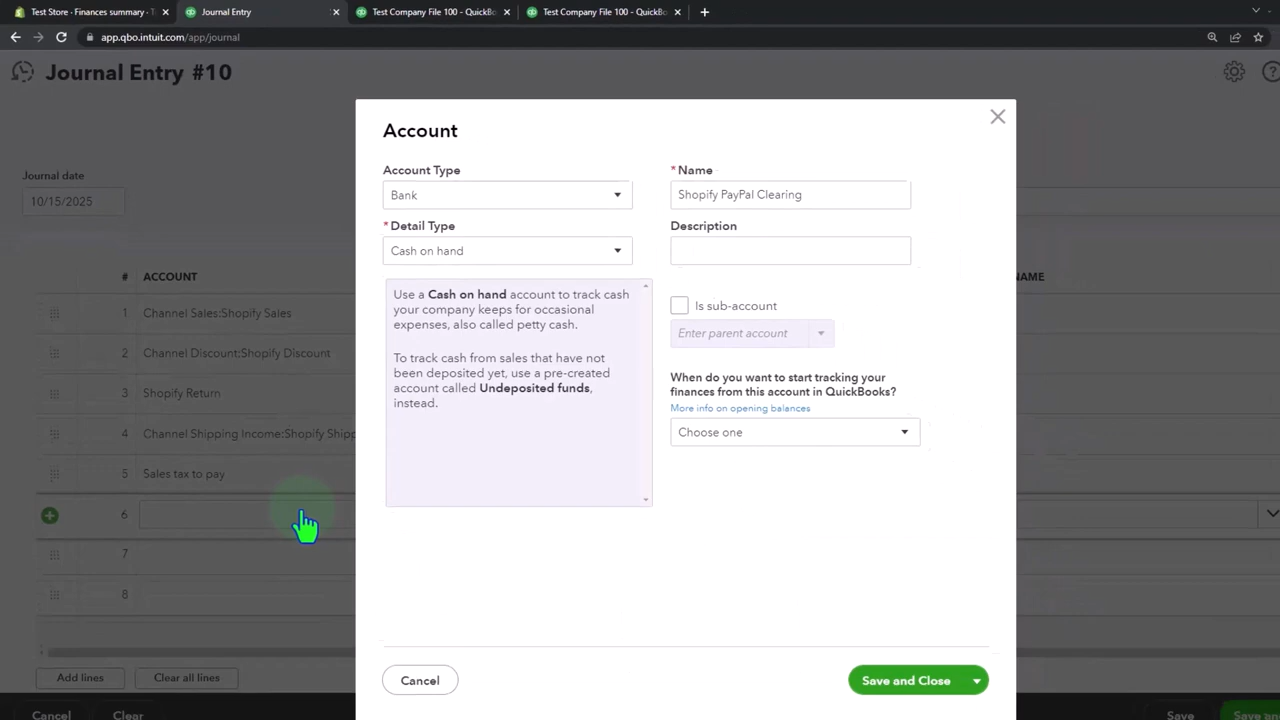 Test Store - Finances summary -
Journal Entry
Test Company File 100 - QuickBo
Test Company File 100 - QuickBo
app.qbo.intuit.com/app/journal
Journal Entry #10
Account
Account Type
* Name
Bank
Shopify PayPal Clearing
Journal date
10/15/2025
* Detail Type
Description
Cash on hand
# ACCOUNT
NAME
Use a Cash on hand account to track cash
your company keeps for occasional
expenses, also called petty cash.
To track cash from sales that have not
been deposited yet, use a pre-created
account called Undeposited funds,
instead.
Is sub-account
Enter parent account
When do you want to start tracking your
finances from this account in QuickBooks?
More info on opening balances
Choose one
1 Channel Sales:Shopify Sales
2 Channel Discount:Shopify Discount
3 Shopify Return
4 Channel Shipping Income:Shopify Shipp
5 Sales tax to pay
6
7
8
Add lines
Clear all lines
Cancel
Save and Close
Cancel
Clear
Save
Save an